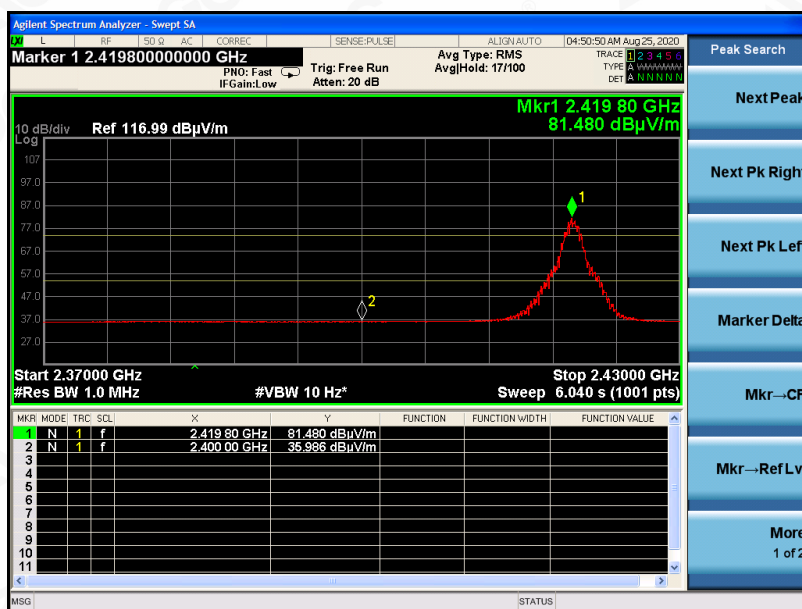 Agilent Spectrum Analyzer - Swept SA
LXI L RF 50 Ω AC CORREC SENSE:PULSE ALIGN AUTO 04:50:50 AM Aug 25, 2020
Marker 1 2.419800000000 GHz
PNO: Fast
IFGain:Low
Trig: Free Run
Atten: 20 dB
Avg Type: RMS
Avg|Hold: 17/100
TRACE 1 2 3 4 5 6
TYPE A
DET A N N N N N
Peak Search
Mkr1 2.419 80 GHz
81.480 dBµV/m
10 dB/div Ref 116.99 dBµV/m
Log
107
97.0
87.0
77.0
67.0
57.0
47.0
37.0
27.0
1
2
Start 2.37000 GHz Stop 2.43000 GHz
#Res BW 1.0 MHz #VBW 10 Hz* Sweep 6.040 s (1001 pts)
MKR MODE TRC SCL X Y FUNCTION FUNCTION WIDTH FUNCTION VALUE
1 N 1 f 2.419 80 GHz 81.480 dBµV/m
2 N 1 f 2.400 00 GHz 35.986 dBµV/m
3
4
5
6
7
8
9
10
11
Next Peak
Next Pk Right
Next Pk Left
Marker Delta
Mkr→CF
Mkr→Ref Lv
More
1 of 2
MSG STATUS